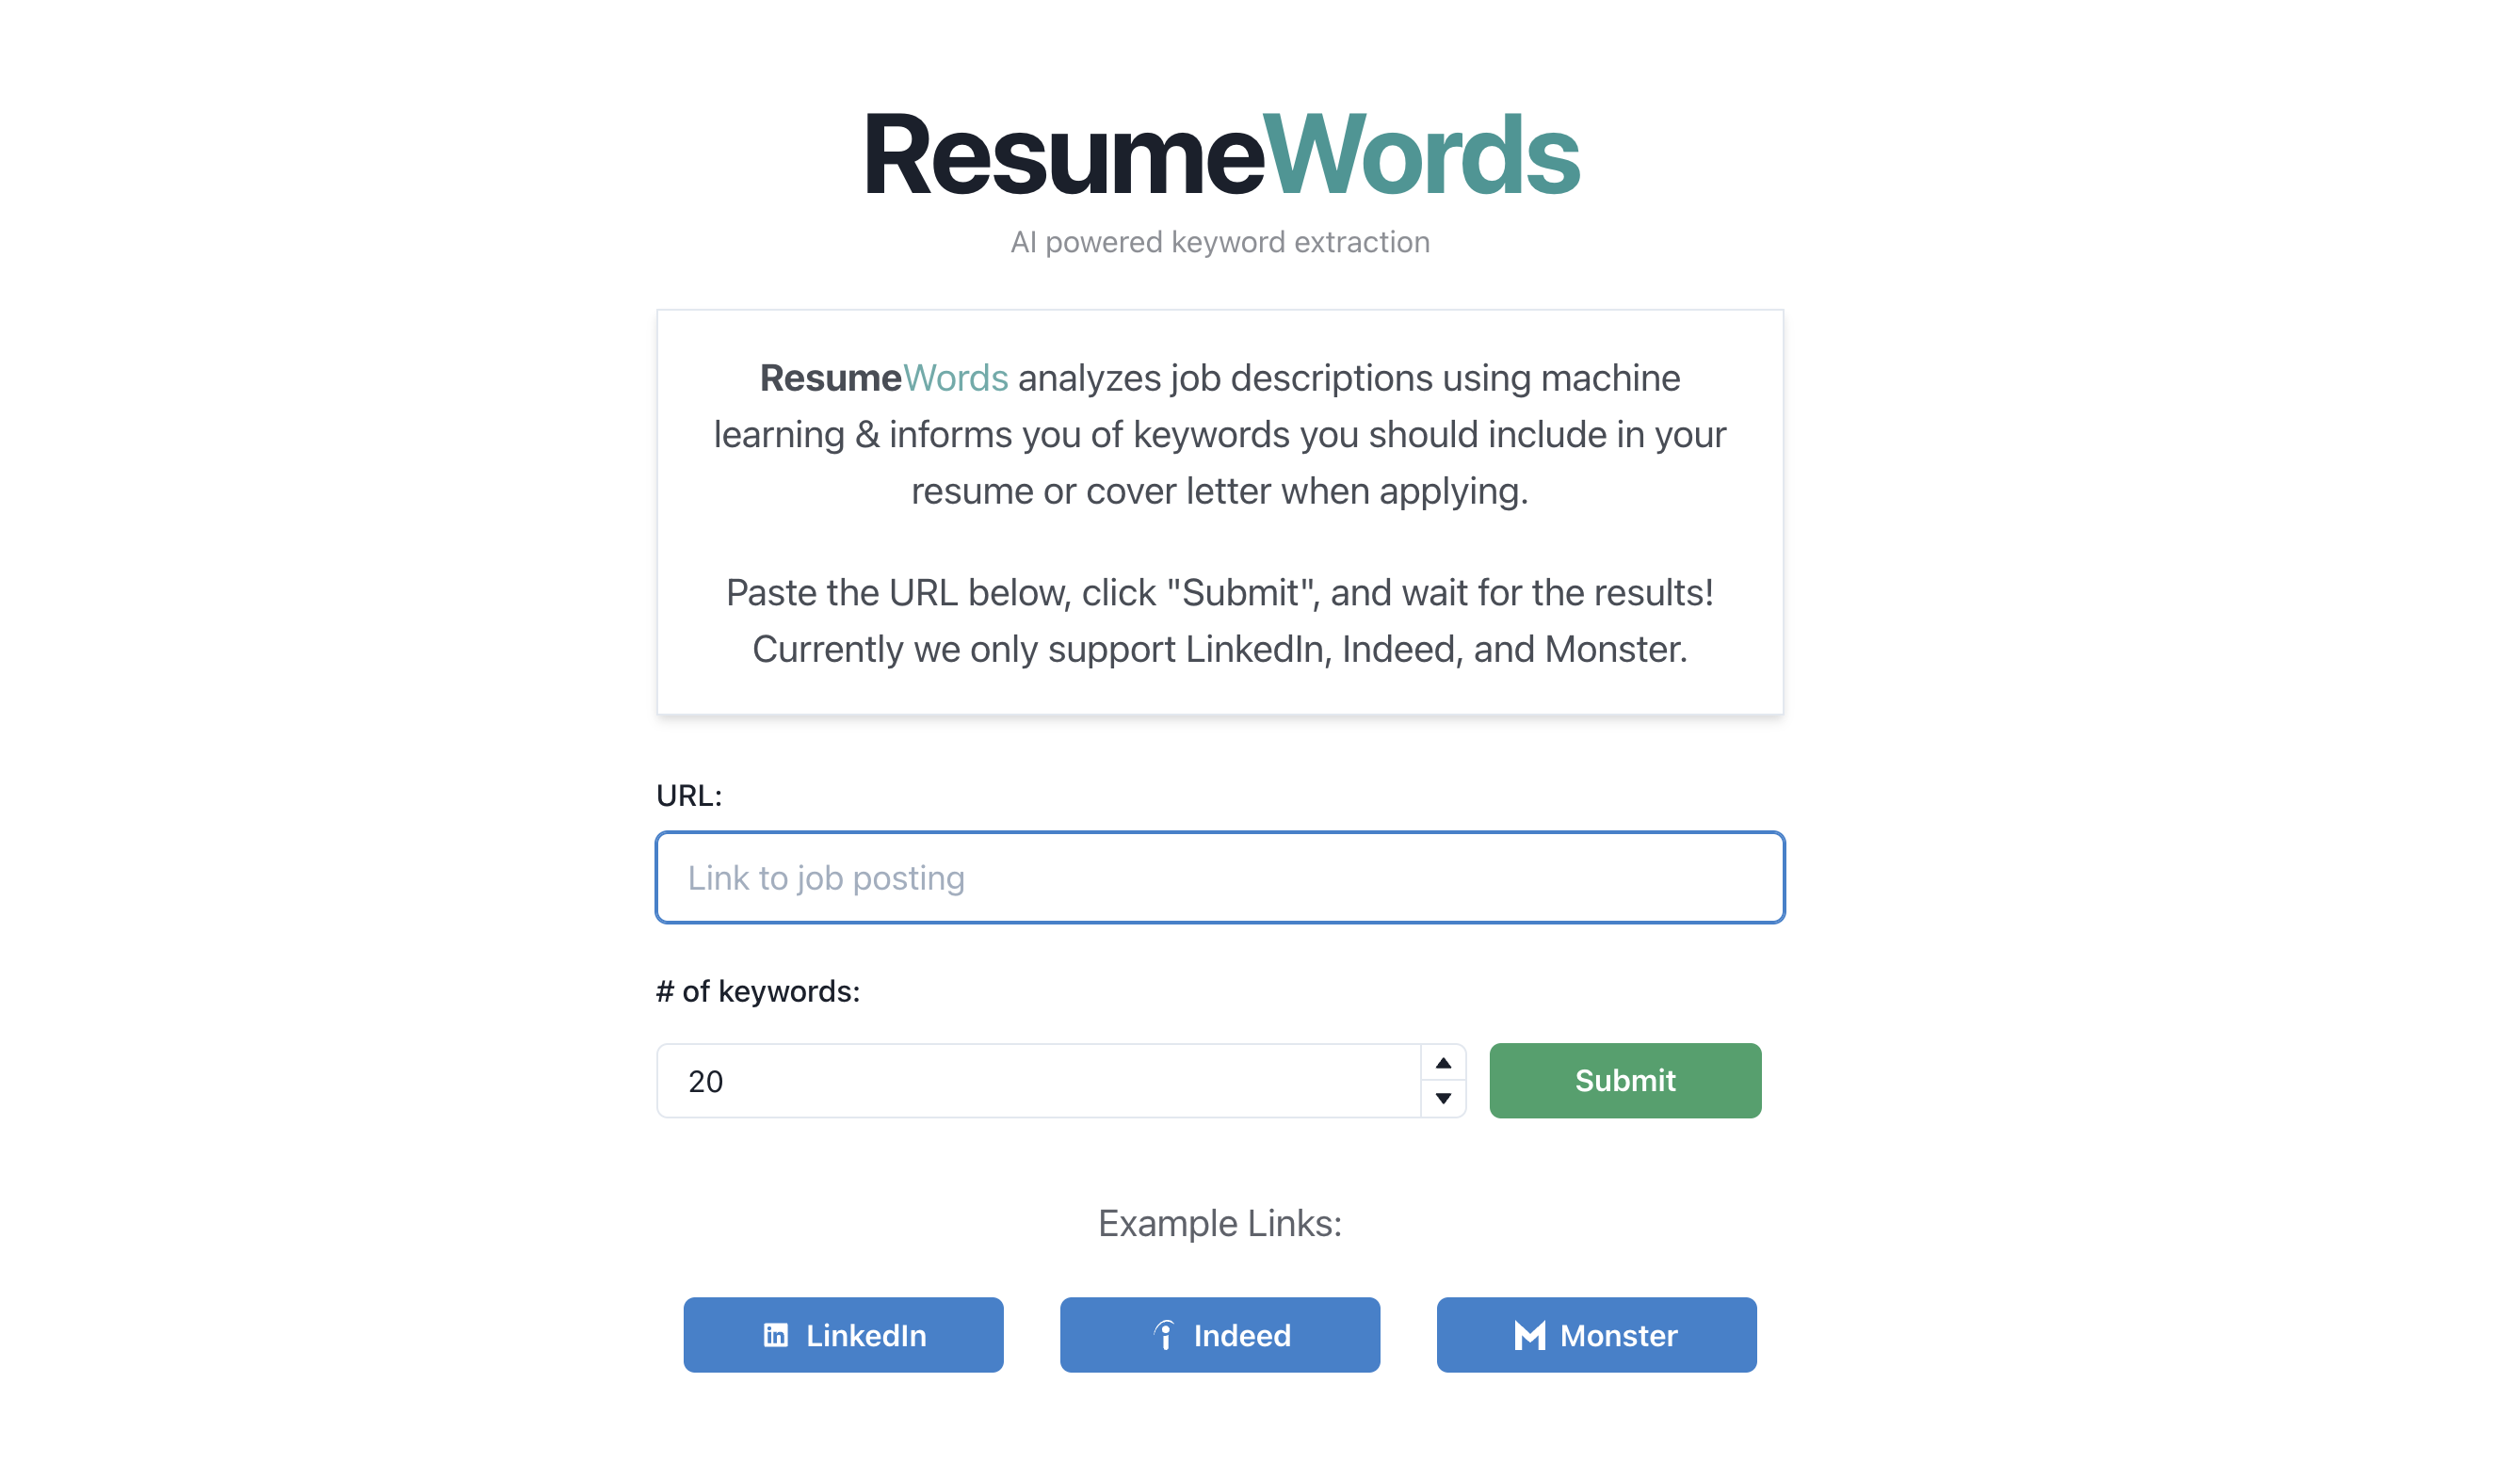 ResumeWords
AI powered keyword extraction
ResumeWords analyzes job descriptions using machine
learning & informs you of keywords you should include in your
resume or cover letter when applying.
Paste the URL below, click "Submit", and wait for the results!
Currently we only support LinkedIn, Indeed, and Monster.
URL:
Link to job posting
# of keywords:
20
Submit
Example Links:
LinkedIn
Indeed
Monster